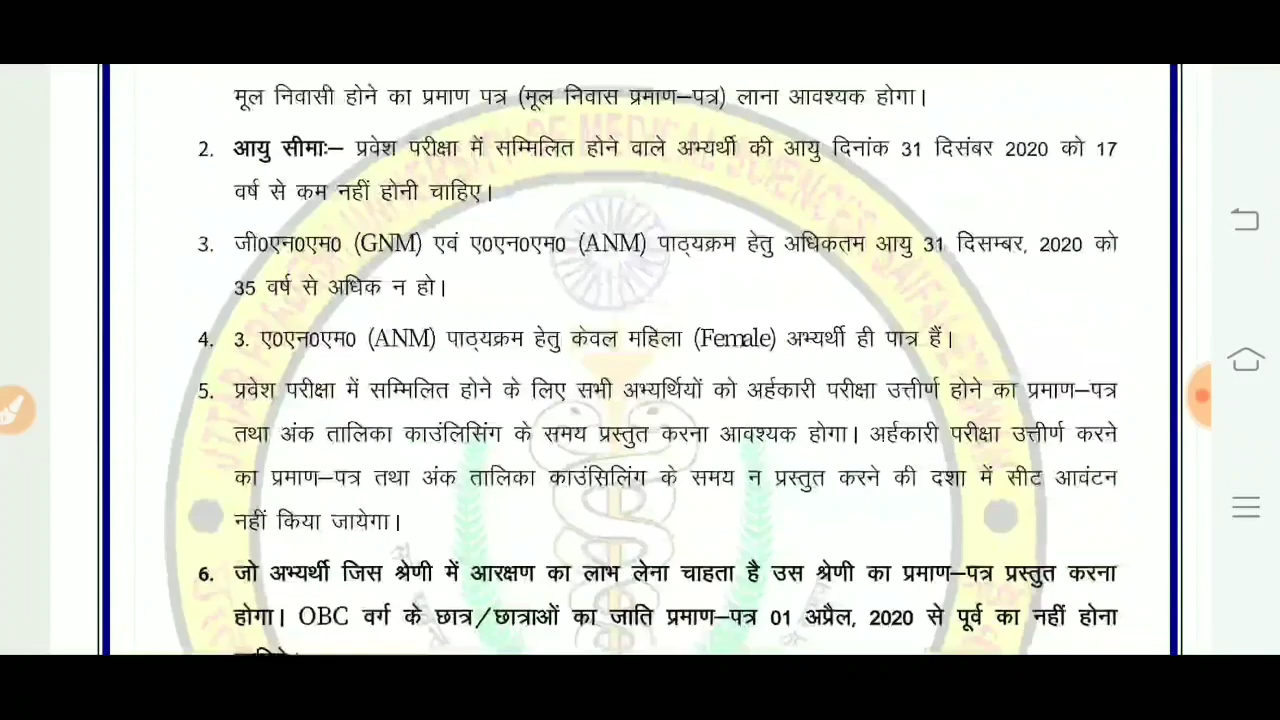 मूल निवासी होने का प्रमाण पत्र (मूल निवास प्रमाण–पत्र) लाना आवश्यक होगा।
2. आयु सीमाः– प्रवेश परीक्षा में सम्मिलित होने वाले अभ्यर्थी की आयु दिनांक 31 दिसंबर 2020 को 17
वर्ष से कम नहीं होनी चाहिए।
3. जी0एन0एम0 (GNM) एवं ए0एन0एम0 (ANM) पाठ्यक्रम हेतु अधिकतम आयु 31 दिसम्बर, 2020 को
35 वर्ष से अधिक न हो।
4. 3. ए0एन0एम0 (ANM) पाठ्यक्रम हेतु केवल महिला (Female) अभ्यर्थी ही पात्र हैं।
5. प्रवेश परीक्षा में सम्मिलित होने के लिए सभी अभ्यर्थियों को अर्हकारी परीक्षा उत्तीर्ण होने का प्रमाण–पत्र
तथा अंक तालिका काउंलिसिंग के समय प्रस्तुत करना आवश्यक होगा। अर्हकारी परीक्षा उत्तीर्ण करने
का प्रमाण–पत्र तथा अंक तालिका काउंसिलिंग के समय न प्रस्तुत करने की दशा में सीट आवंटन
नहीं किया जायेगा।
6. जो अभ्यर्थी जिस श्रेणी में आरक्षण का लाभ लेना चाहता है उस श्रेणी का प्रमाण–पत्र प्रस्तुत करना
होगा। OBC वर्ग के छात्र/छात्राओं का जाति प्रमाण–पत्र 01 अप्रैल, 2020 से पूर्व का नहीं होना